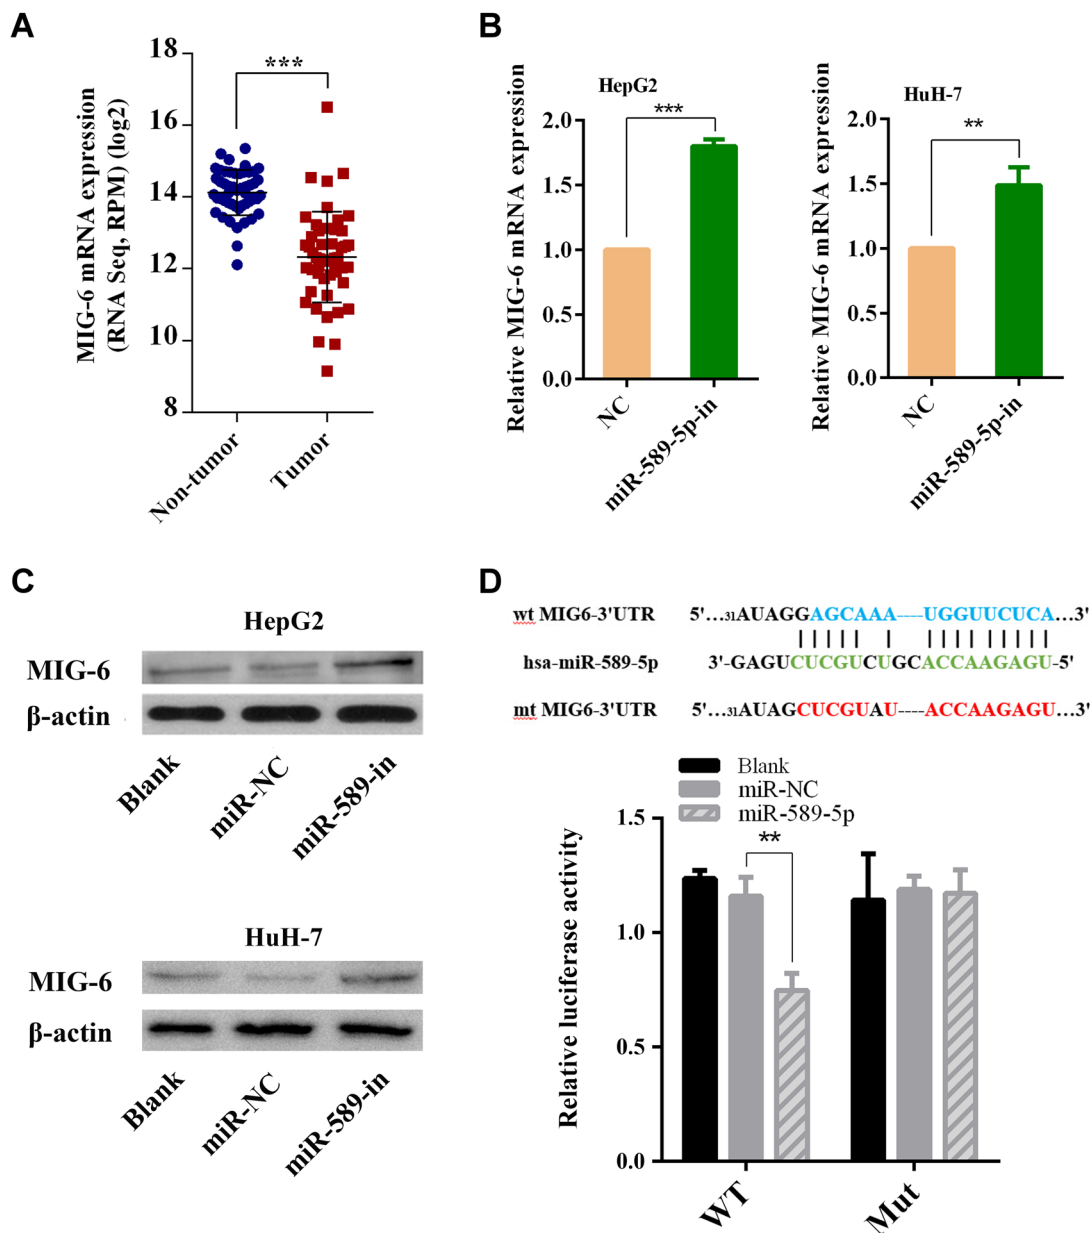 A
MIG-6 mRNA expression
(RNA Seq, RPM) (log2)
18
16
14
12
10
8
***
Non-tumor
Tumor
B
HepG2
Relative MIG-6 mRNA expression
2.0
1.5
1.0
0.5
0.0
***
NC
miR-589-5p-in
HuH-7
Relative MIG-6 mRNA expression
2.0
1.5
1.0
0.5
0.0
**
NC
miR-589-5p-in
C
HepG2
MIG-6
β-actin
Blank
miR-NC
miR-589-in
HuH-7
MIG-6
β-actin
Blank
miR-NC
miR-589-in
D
wt MIG6-3'UTR 5'...31AUAGGAGCAAA----UGGUUCUCA...3'
hsa-miR-589-5p 3'-GAGUCUCGUCUGCACCAAGAGU-5'
mt MIG6-3'UTR 5'...31AUAGCUCGUAU----ACCAAGAGU...3'
Blank
miR-NC
miR-589-5p
Relative luciferase activity
1.5
1.0
0.5
0.0
**
WT
Mut